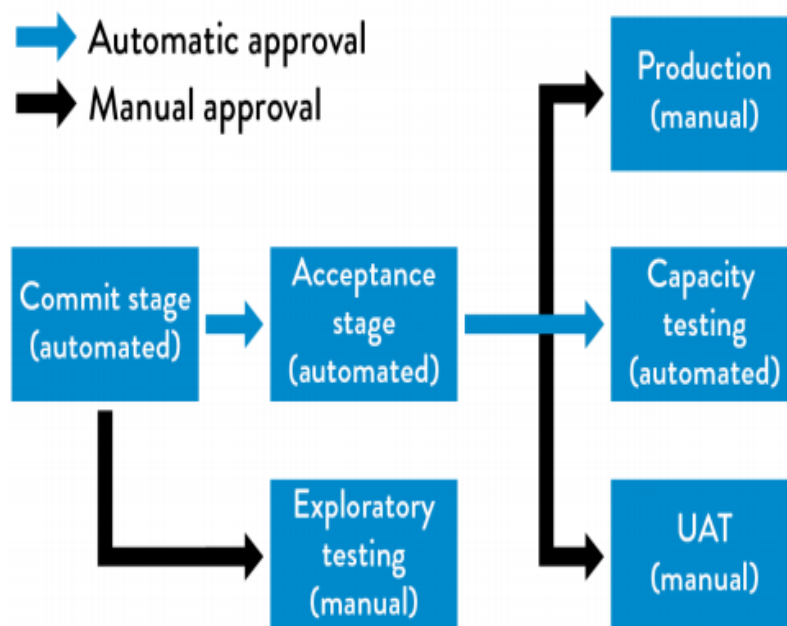 Automatic approval
Manual approval
Production
(manual)
Commit stage
(automated)
Acceptance
stage
(automated)
Capacity
testing
(automated)
Exploratory
testing
(manual)
UAT
(manual)